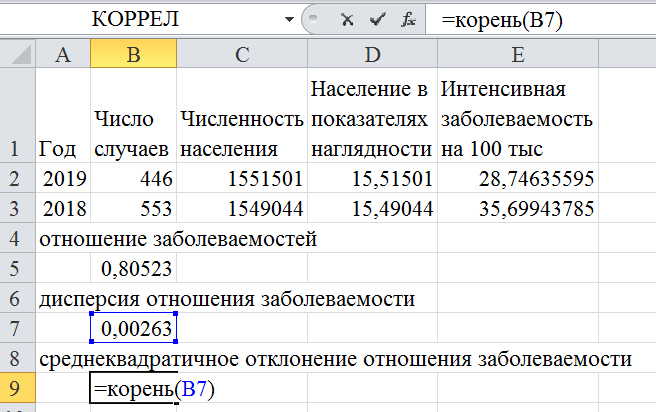 КОРРЕЛ
=корень(B7)
A B C D E
1 Год Число случаев Численность населения Население в показателях наглядности Интенсивная заболеваемость на 100 тыс
2 2019 446 1551501 15,51501 28,74635595
3 2018 553 1549044 15,49044 35,69943785
4 отношение заболеваемостей
5 0,80523
6 дисперсия отношения заболеваемости
7 0,00263
8 среднеквадратичное отклонение отношения заболеваемости
9 =корень(B7)